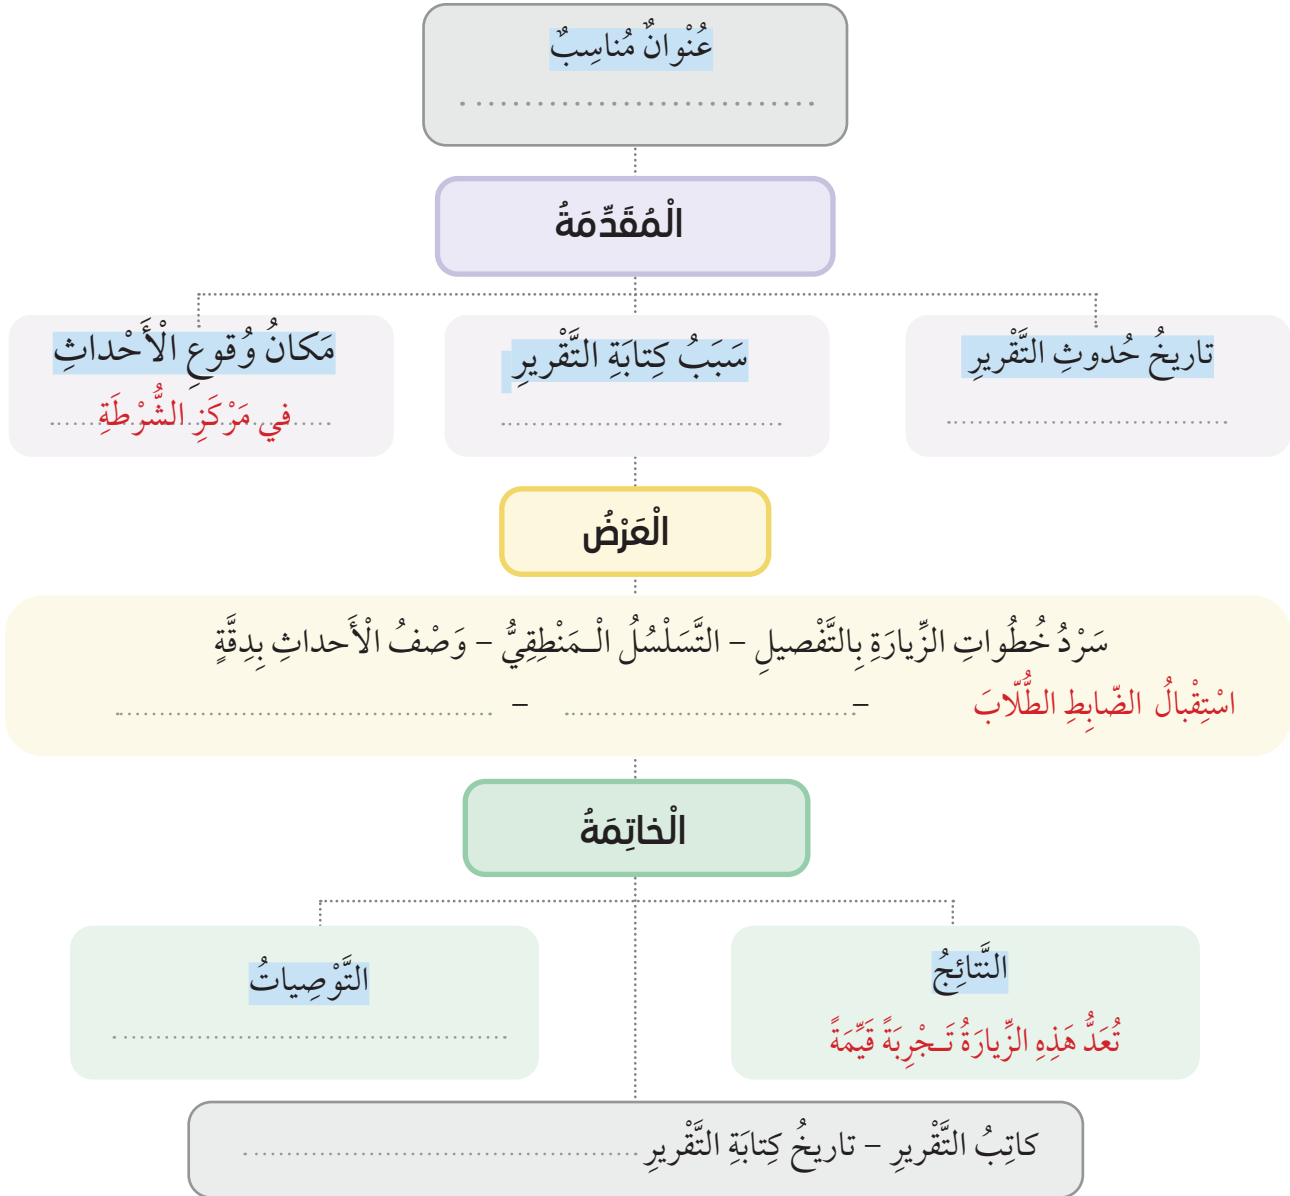 عُنْوانٌ مُناسِبٌ
..............................
الْمُقَدِّمَةُ
تاريخُ حُدوثِ التَّقْريرِ
..............................
سَبَبُ كِتابَةِ التَّقْريرِ
..............................
مَكانُ وُقوعِ الْأَحْداثِ
في مَرْكَزِ الشُّرْطَةِ
الْعَرْضُ
سَرْدُ خُطُواتِ الزِّيارَةِ بِالتَّفْصيلِ – التَّسَلْسُلُ الْـمَنْطِقِيُّ – وَصْفُ الْأَحداثِ بِدِقَّةٍ
اسْتِقْبالُ الضّابِطِ الطُّلّابَ – .............................. – ..............................
الْخاتِمَةُ
النَّتائِجُ
تُعَدُّ هَذِهِ الزِّيارَةُ تَـجْرِبَةً قَيِّمَةً
التَّوْصِياتُ
..............................
كاتِبُ التَّقْريرِ – تاريخُ كِتابَةِ التَّقْريرِ ..............................